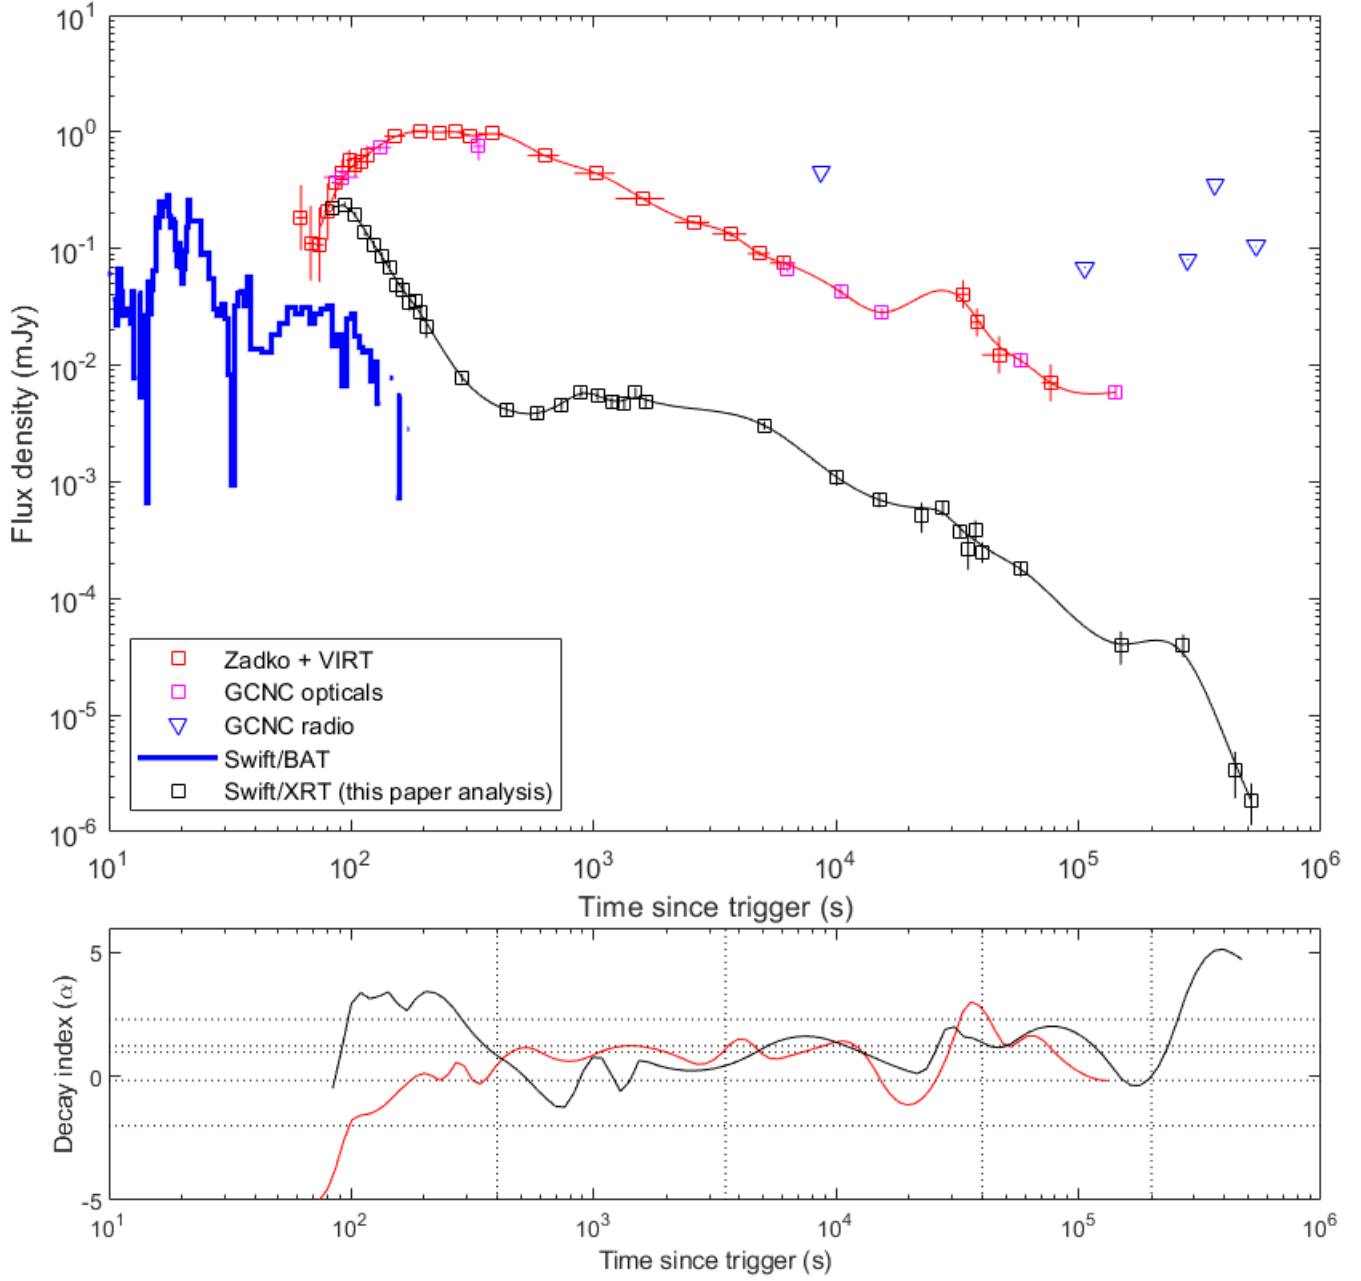 10^1
10^0
10^-1
10^-2
10^-3
10^-4
10^-5
10^-6
Flux density (mJy)
Zadko + VIRT
GCNC opticals
GCNC radio
Swift/BAT
Swift/XRT (this paper analysis)
10^1 10^2 10^3 10^4 10^5 10^6
Time since trigger (s)
5
0
-5
Decay index (α)
10^1 10^2 10^3 10^4 10^5 10^6
Time since trigger (s)